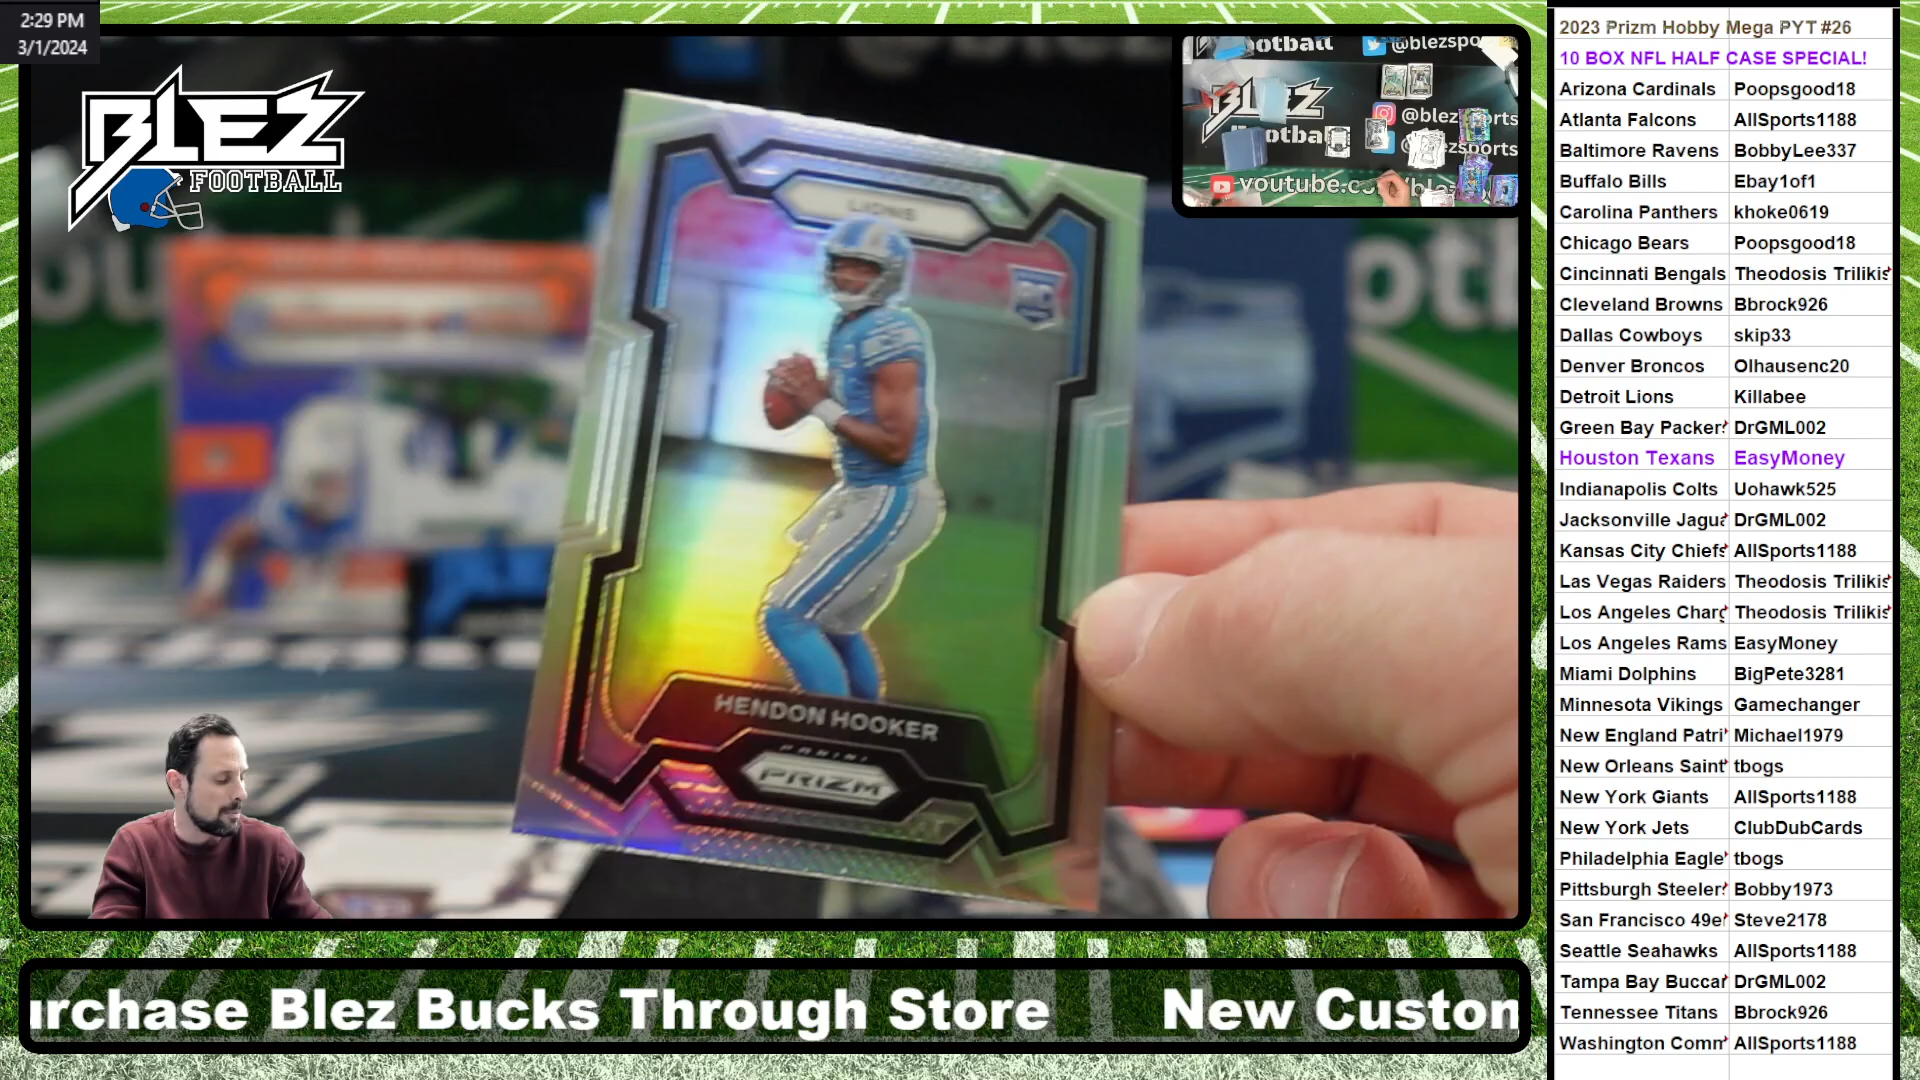 2:29 PM
3/1/2024
BLEZ
FOOTBALL
LIONS
HENDON HOOKER
PANINI
PRIZM
@blezspo
BLEZ
@blez
youtube.co
urchase Blez Bucks Through Store New Custon
2023 Prizm Hobby Mega PYT #26
10 BOX NFL HALF CASE SPECIAL!
Arizona Cardinals Poopsgood18
Atlanta Falcons AllSports1188
Baltimore Ravens BobbyLee337
Buffalo Bills Ebay1of1
Carolina Panthers khoke0619
Chicago Bears Poopsgood18
Cincinnati Bengals Theodosis Trilikis
Cleveland Browns Bbrock926
Dallas Cowboys skip33
Denver Broncos Olhausenc20
Detroit Lions Killabee
Green Bay Packer DrGML002
Houston Texans EasyMoney
Indianapolis Colts Uohawk525
Jacksonville Jagua DrGML002
Kansas City Chiefs AllSports1188
Las Vegas Raiders Theodosis Trilikis
Los Angeles Charg Theodosis Trilikis
Los Angeles Rams EasyMoney
Miami Dolphins BigPete3281
Minnesota Vikings Gamechanger
New England Patri Michael1979
New Orleans Saint tbogs
New York Giants AllSports1188
New York Jets ClubDubCards
Philadelphia Eagle tbogs
Pittsburgh Steeler Bobby1973
San Francisco 49e Steve2178
Seattle Seahawks AllSports1188
Tampa Bay Buccar DrGML002
Tennessee Titans Bbrock926
Washington Comm AllSports1188